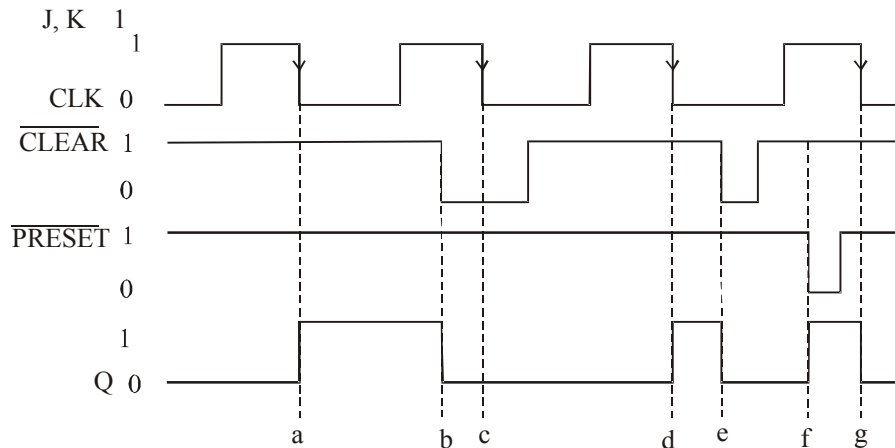 J, K 1
1
CLK 0
CLEAR 1
0
PRESET 1
0
1
Q 0
a b c d e f g